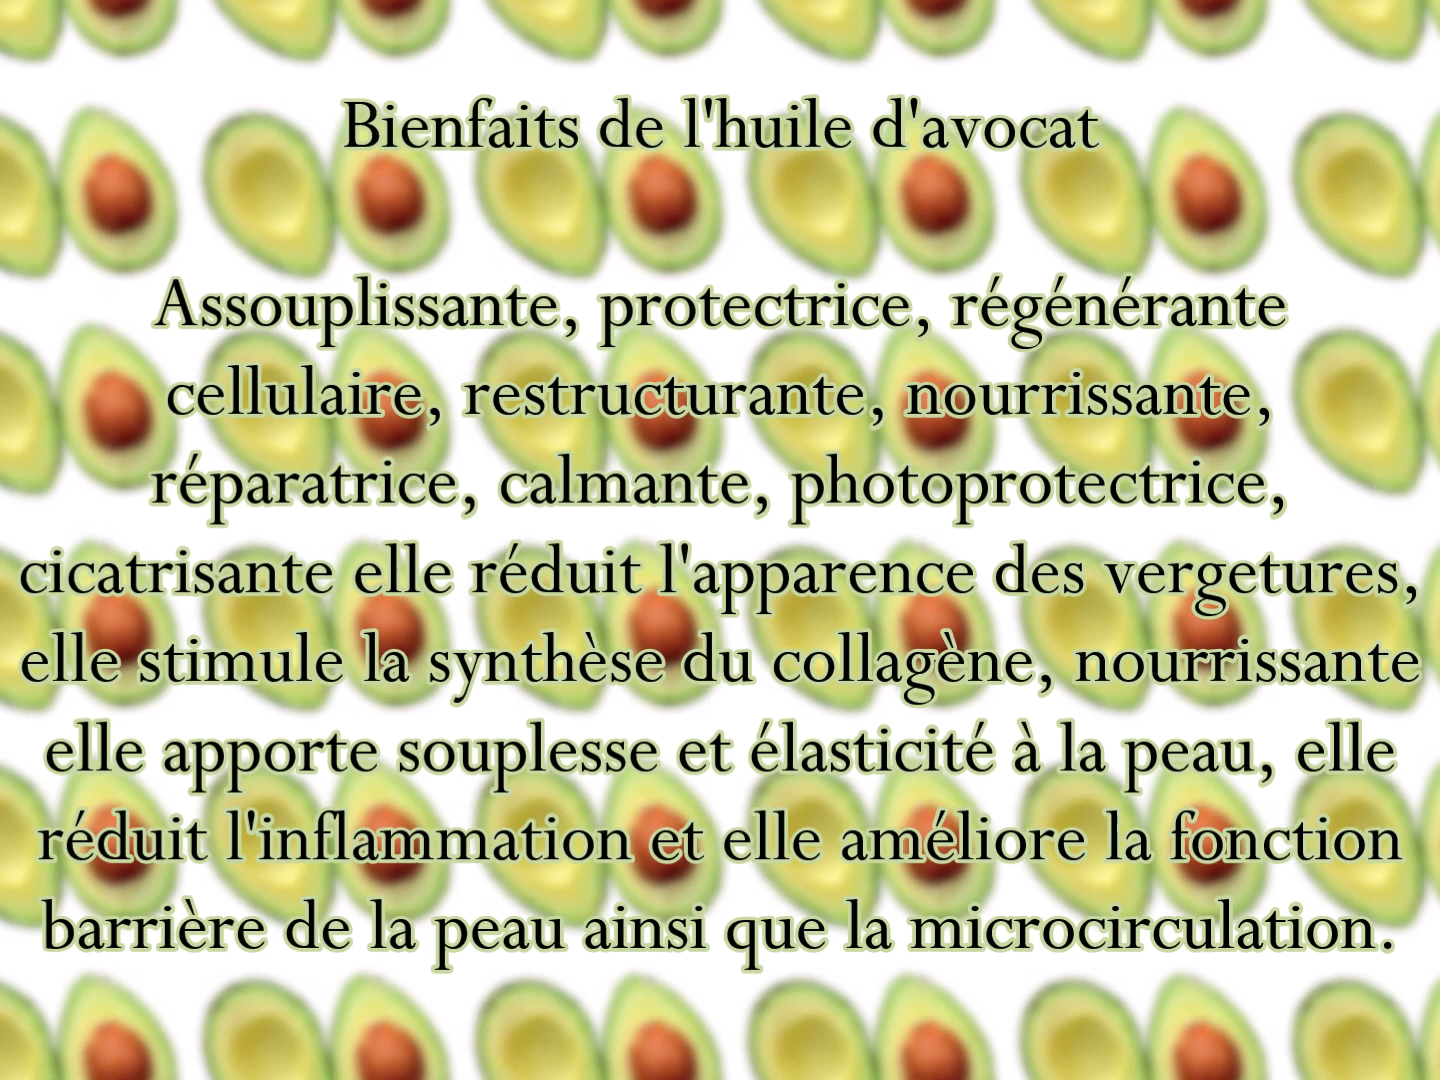 Bienfaits de l'huile d'avocat
Assouplissante, protectrice, régénérante
cellulaire, restructurante, nourrissante,
réparatrice, calmante, photoprotectrice,
cicatrisante elle réduit l'apparence des vergetures,
elle stimule la synthèse du collagène, nourrissante
elle apporte souplesse et élasticité à la peau, elle
réduit l'inflammation et elle améliore la fonction
barrière de la peau ainsi que la microcirculation.